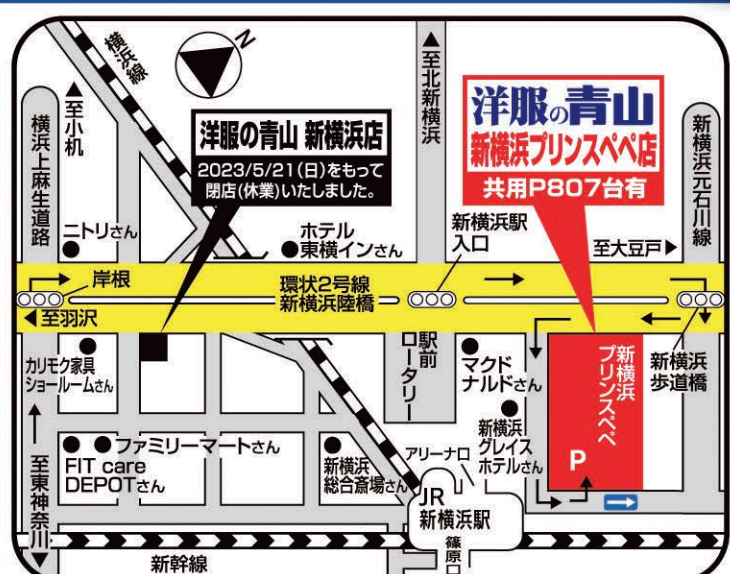 横浜線
N
▲至北新横浜
▲至小机
横浜上麻生道路
洋服の青山 新横浜店
2023/5/21(日)をもって
閉店(休業)いたしました。
洋服の青山
新横浜プリンスペペ店
共用P807台有
新横浜元石川線
ニトリさん
ホテル
東横インさん
新横浜駅
入口
至大豆戸▶
岸根
環状2号線
新横浜陸橋
◀至羽沢
カリモク家具
ショールームさん
駅前
ロータリー
マクド
ナルドさん
新横浜
プリンスペペ
新横浜
歩道橋
ファミリーマートさん
FIT care
DEPOTさん
新横浜
総合斎場さん
アリーナ口
新横浜
グレイス
ホテルさん
P
JR
新横浜駅
至東神奈川▼
篠原口
新幹線